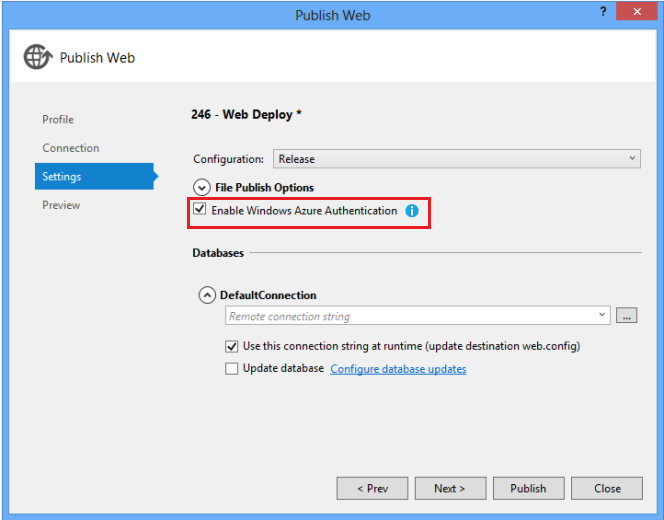 Publish Web
?
Publish Web
Profile
Connection
Settings
Preview
246 - Web Deploy *
Configuration: Release
File Publish Options
Enable Windows Azure Authentication
Databases
DefaultConnection
Remote connection string
...
Use this connection string at runtime (update destination web.config)
Update database Configure database updates
< Prev Next > Publish Close